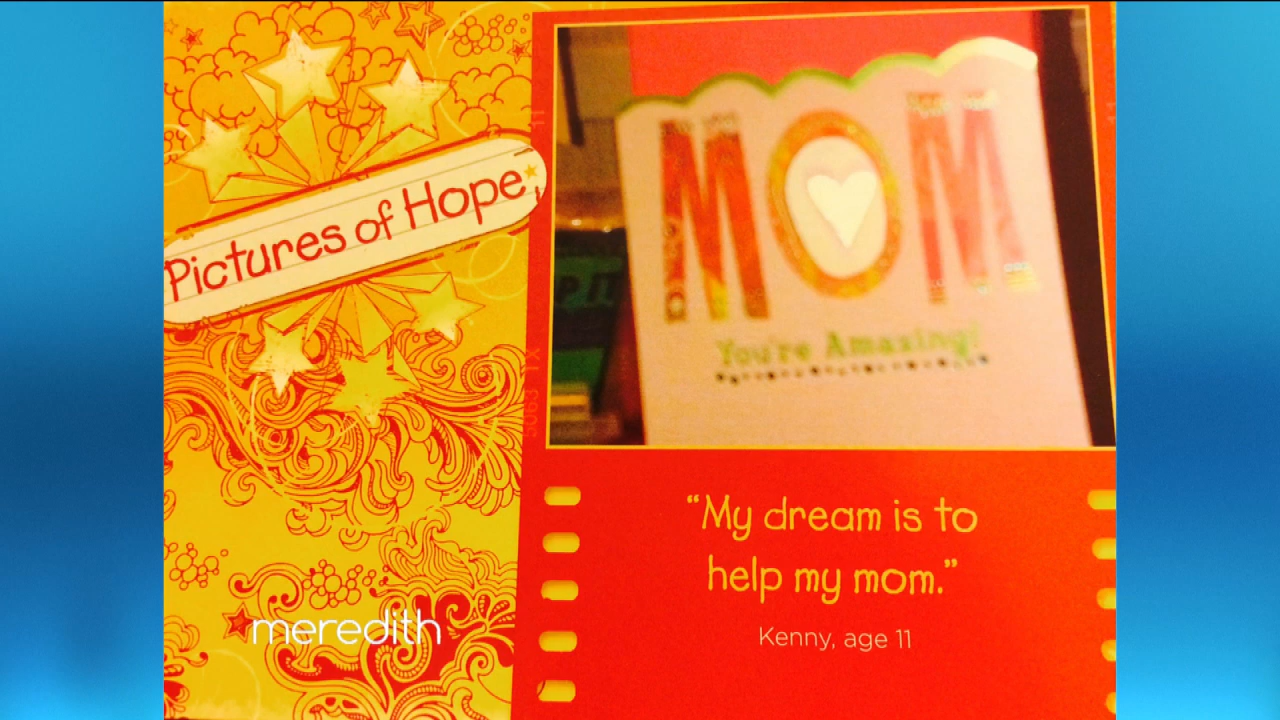 Pictures of Hope
MOM
You're Amazing!
“My dream is to
help my mom.”
Kenny, age 11
meredith